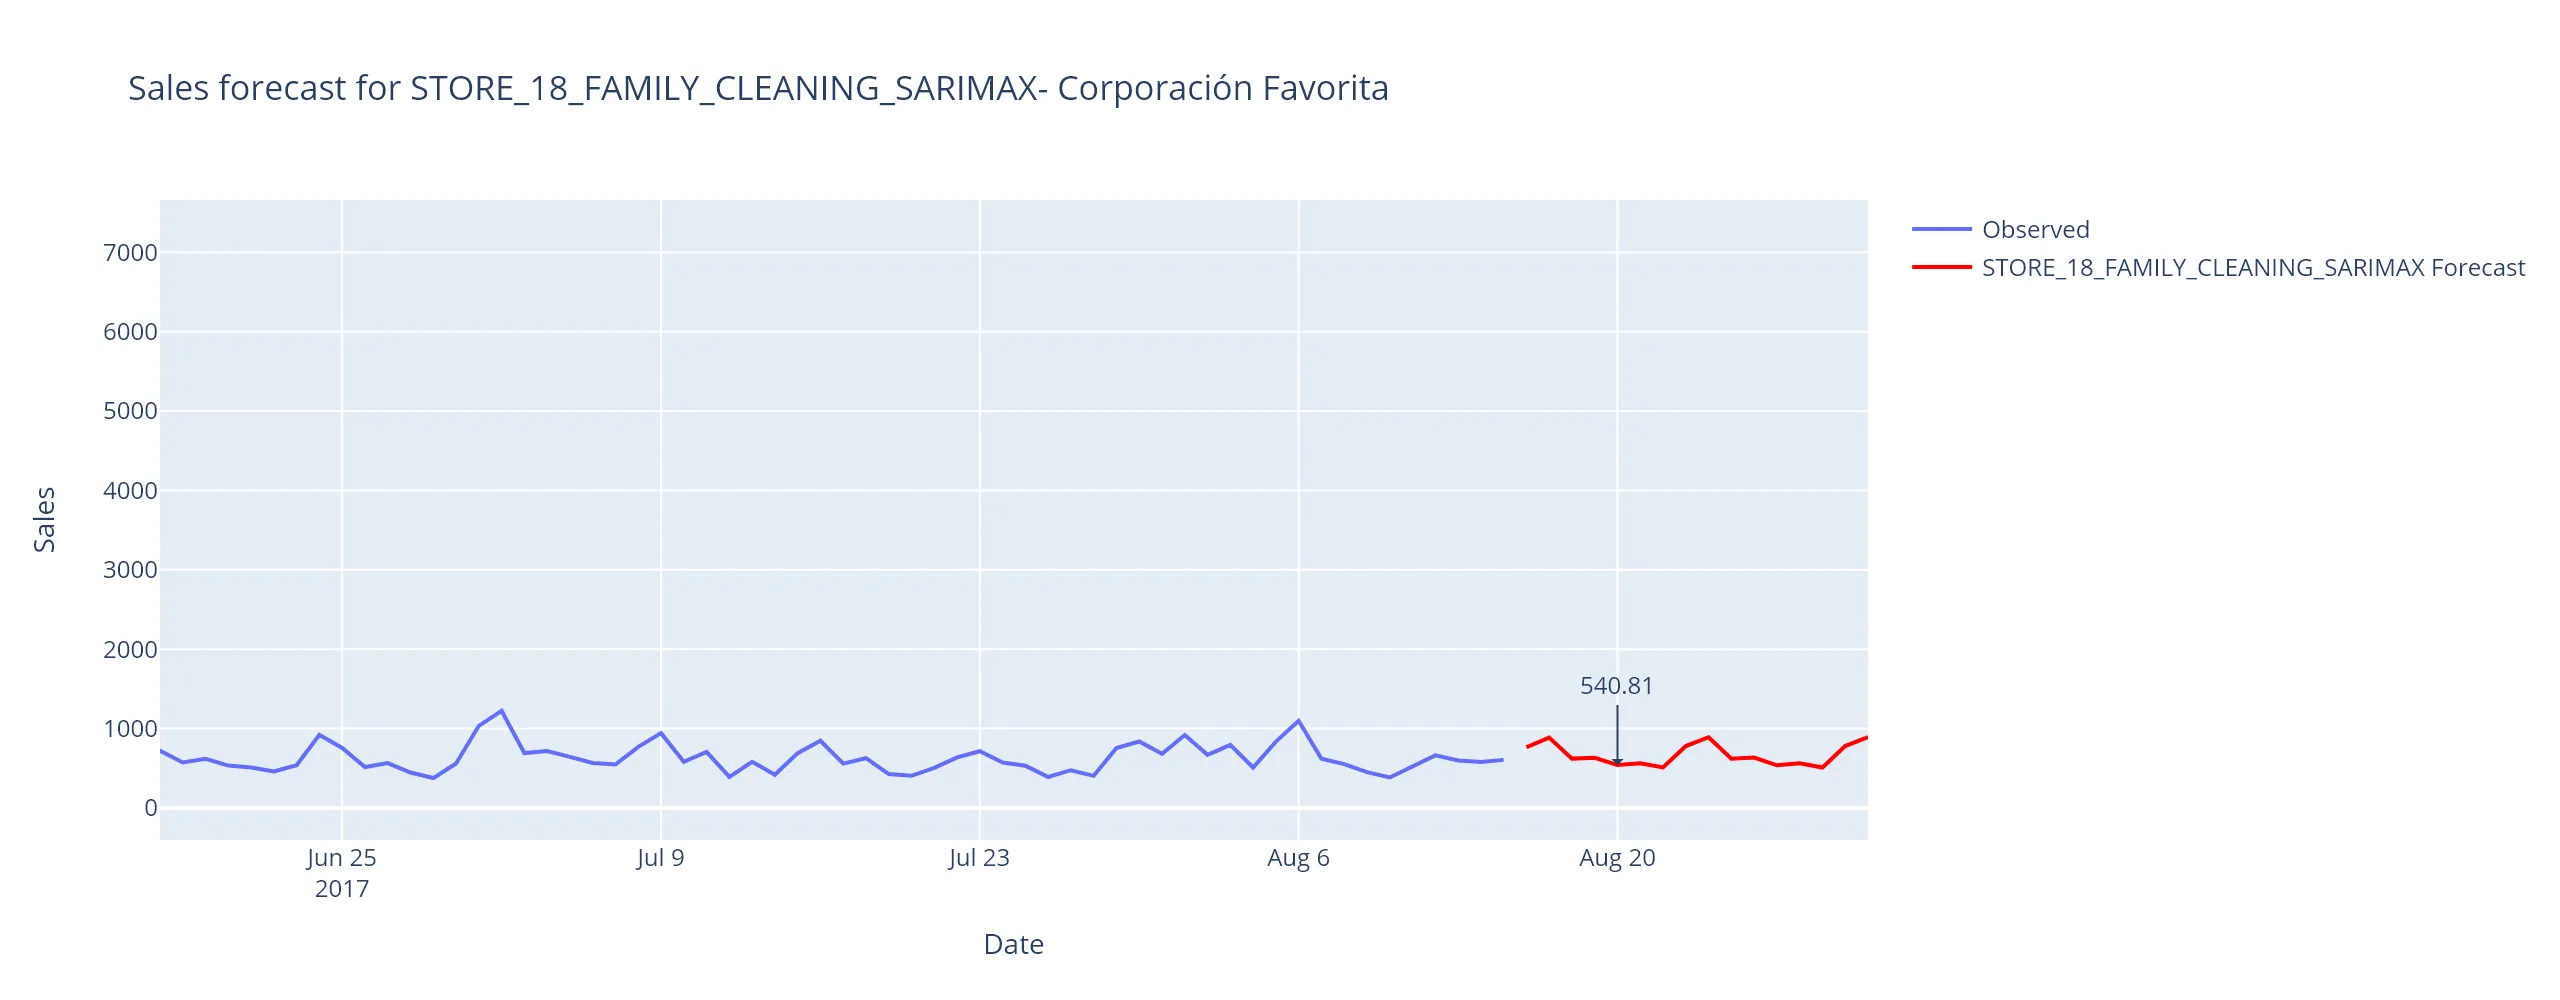 Sales forecast for STORE_18_FAMILY_CLEANING_SARIMAX- Corporación Favorita
Observed
STORE_18_FAMILY_CLEANING_SARIMAX Forecast
7000
6000
5000
4000
3000
2000
1000
0
Sales
540.81
Jun 25
2017
Jul 9
Jul 23
Aug 6
Aug 20
Date